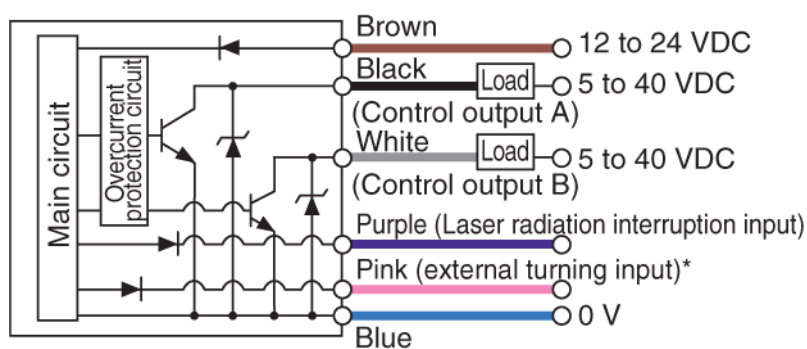 Brown
12 to 24 VDC
Black
Load
5 to 40 VDC
(Control output A)
White
Load
5 to 40 VDC
(Control output B)
Purple (Laser radiation interruption input)
Pink (external turning input)*
0 V
Blue
Main circuit
Overcurrent
protection circuit